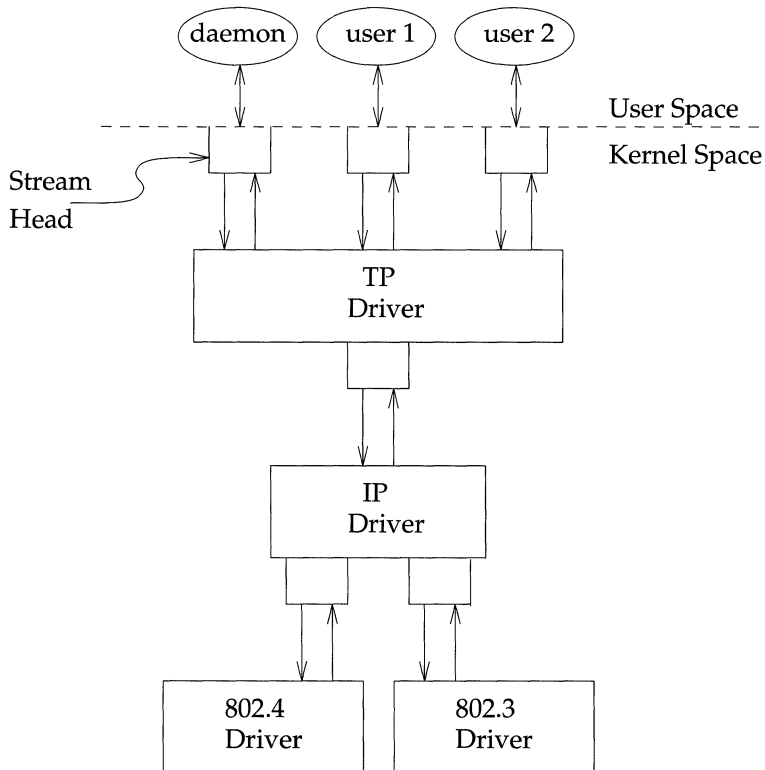 daemon
user 1
user 2
User Space
Kernel Space
Stream
Head
TP
Driver
IP
Driver
802.4
Driver
802.3
Driver